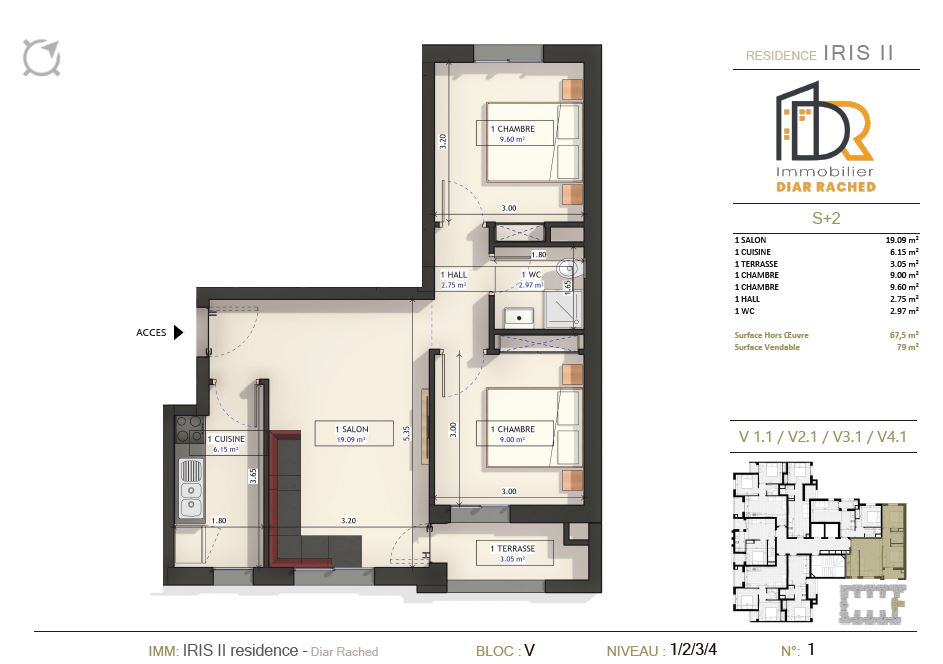 RESIDENCE IRIS II
DR
Immobilier
DIAR RACHED
S+2
1 SALON 19.09 m²
1 CUISINE 6.15 m²
1 TERRASSE 3.05 m²
1 CHAMBRE 9.00 m²
1 CHAMBRE 9.60 m²
1 HALL 2.75 m²
1 WC 2.97 m²
Surface Hors Œuvre 67,5 m²
Surface Vendable 79 m²
V 1.1 / V2.1 / V3.1 / V4.1
1 CHAMBRE
9.60 m²
3.20
3.00
1.80
1 HALL
2.75 m²
1 WC
2.97 m²
1.65
ACCES
1 SALON
19.09 m²
5.35
3.00
1 CHAMBRE
9.00 m²
1 CUISINE
6.15 m²
3.65
3.00
1.80
3.20
1 TERRASSE
3.05 m²
IMM: IRIS II residence - Diar Rached
BLOC : V
NIVEAU : 1/2/3/4
N°: 1